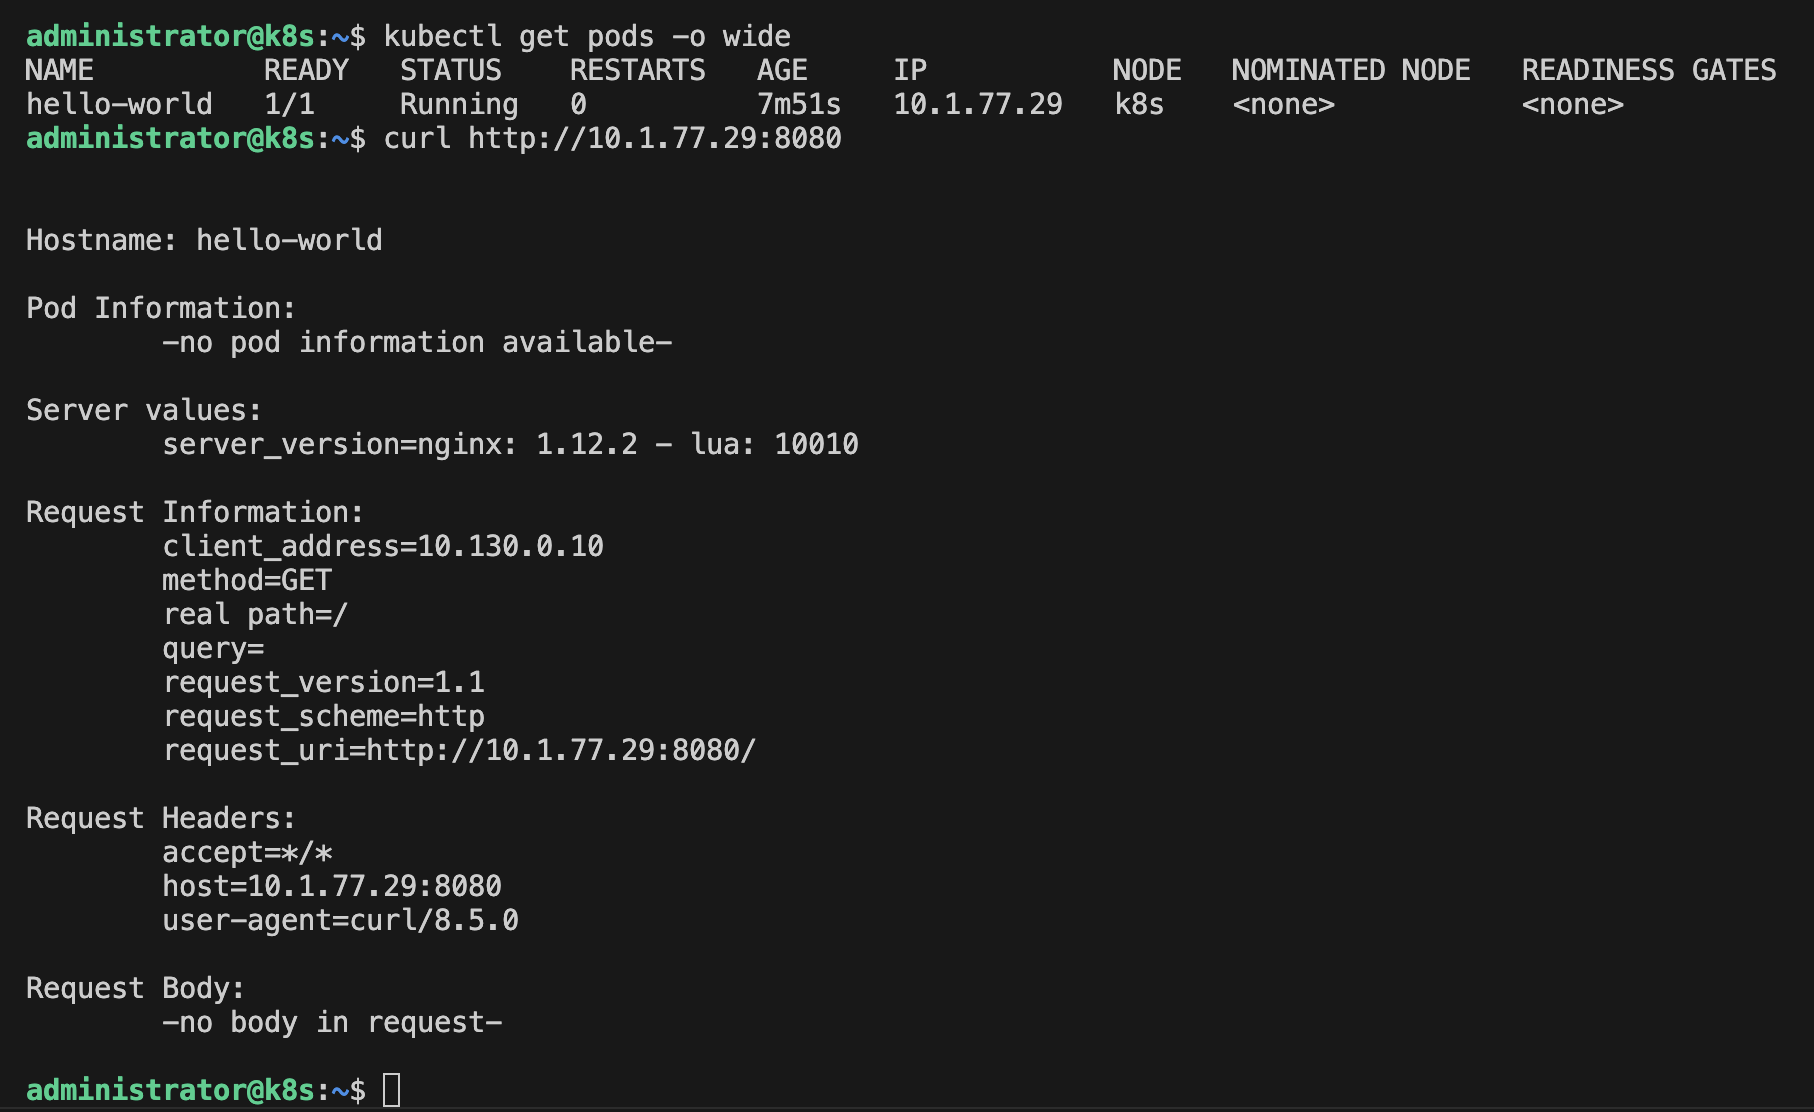 administrator@k8s:~$ kubectl get pods -o wide
NAME          READY   STATUS    RESTARTS   AGE     IP           NODE   NOMINATED NODE   READINESS GATES
hello-world   1/1     Running   0          7m51s   10.1.77.29   k8s    <none>           <none>
administrator@k8s:~$ curl http://10.1.77.29:8080
Hostname: hello-world
Pod Information:
        -no pod information available-
Server values:
        server_version=nginx: 1.12.2 - lua: 10010
Request Information:
        client_address=10.130.0.10
        method=GET
        real path=/
        query=
        request_version=1.1
        request_scheme=http
        request_uri=http://10.1.77.29:8080/
Request Headers:
        accept=*/*
        host=10.1.77.29:8080
        user-agent=curl/8.5.0
Request Body:
        -no body in request-
administrator@k8s:~$